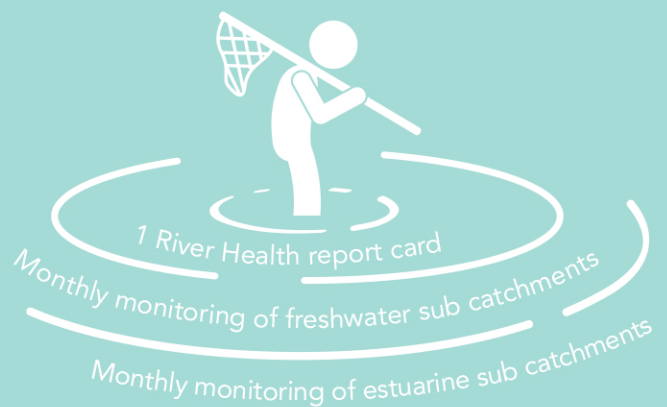 1 River Health report card
Monthly monitoring of freshwater sub catchments
Monthly monitoring of estuarine sub catchments